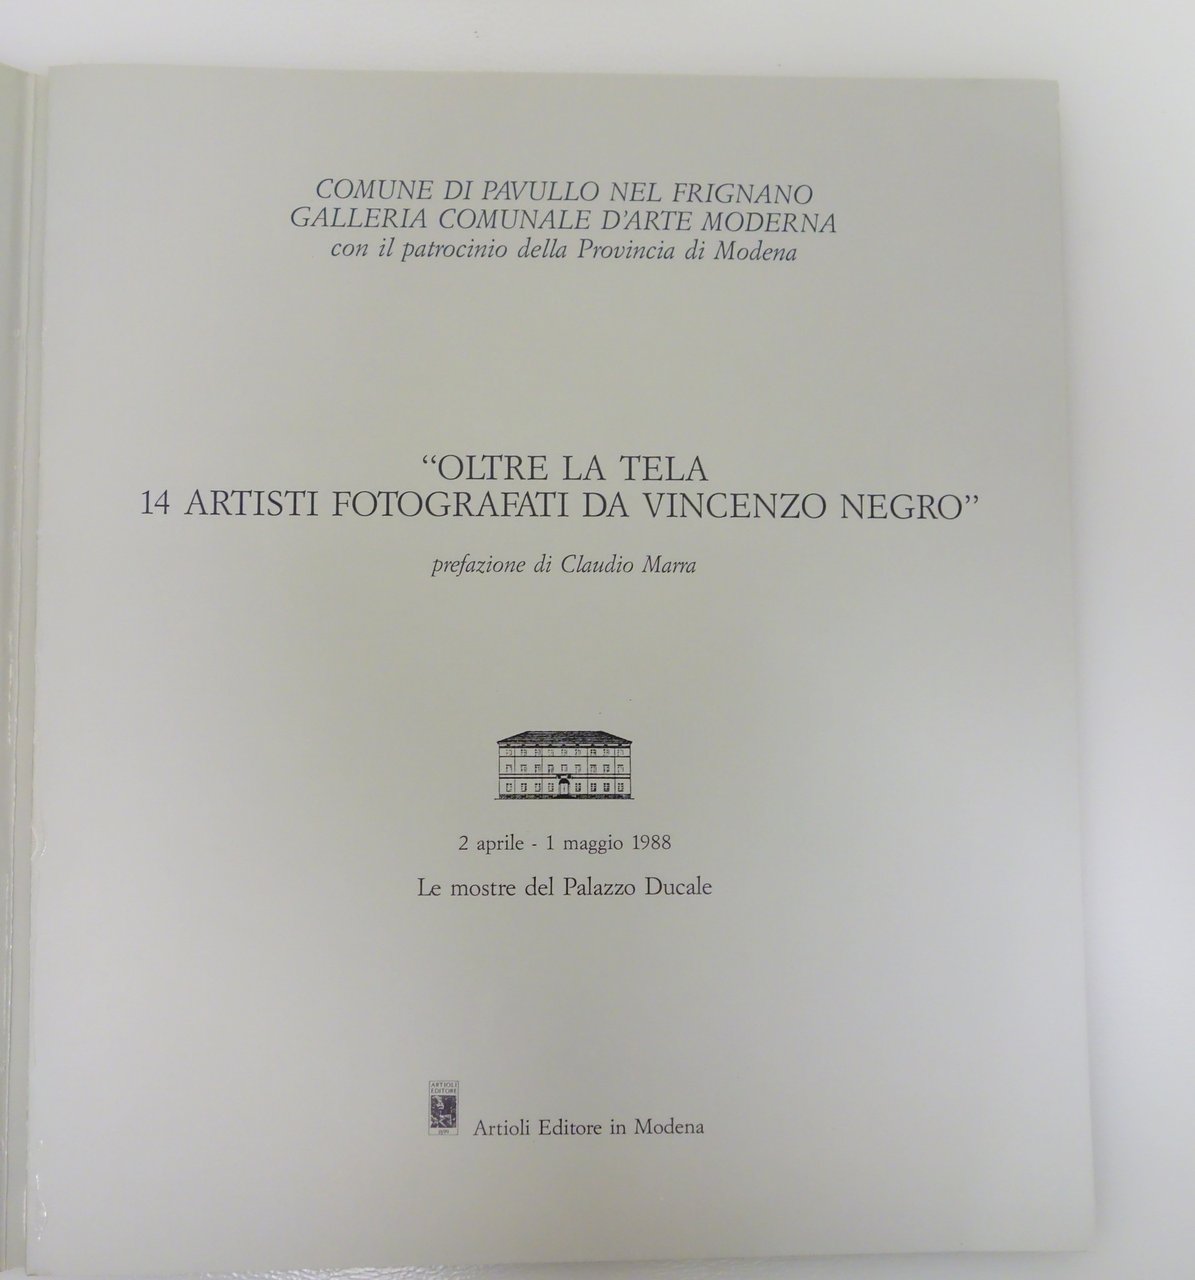 COMUNE DI PAVULLO NEL FRIGNANO
GALLERIA COMUNALE D'ARTE MODERNA
con il patrocinio della Provincia di Modena
“OLTRE LA TELA
14 ARTISTI FOTOGRAFATI DA VINCENZO NEGRO”
prefazione di Claudio Marra
2 aprile - 1 maggio 1988
Le mostre del Palazzo Ducale
ARTIOLI
EDITORE
Artioli Editore in Modena